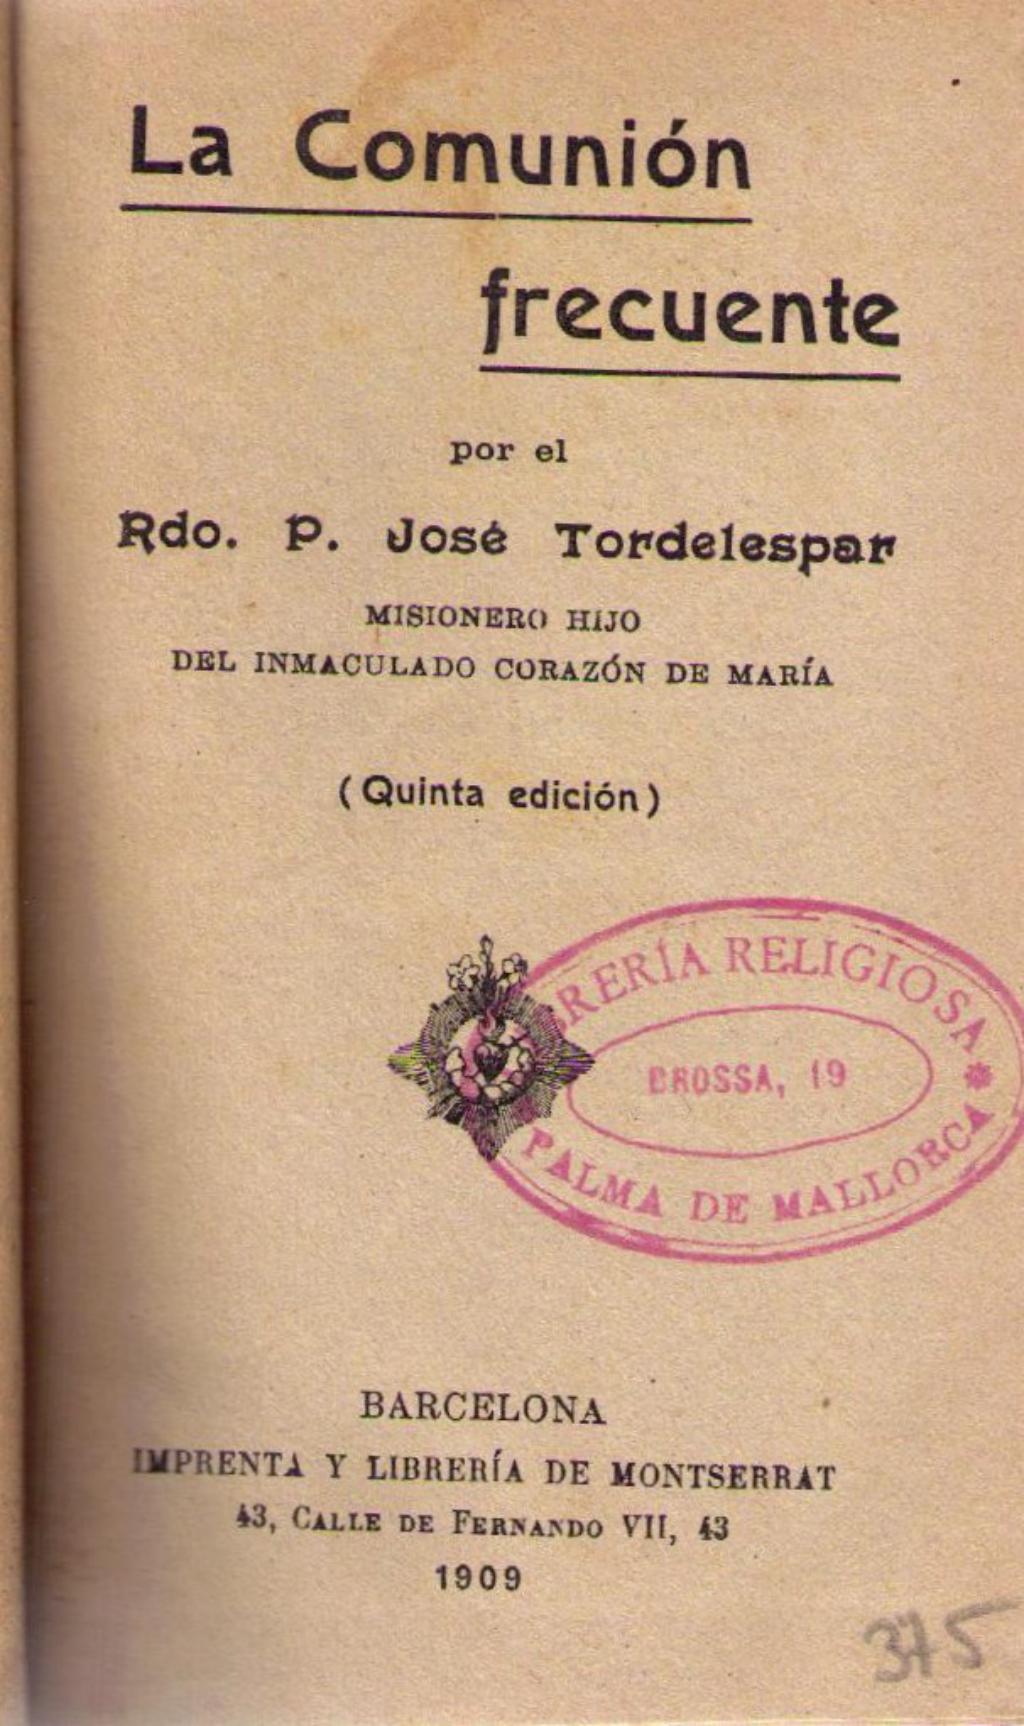 La Comunión
frecuente
por el
Rdo. P. José Tordelespar
MISIONERO HIJO
DEL INMACULADO CORAZÓN DE MARÍA
(Quinta edición)
BRERÍA RELIGIOSA
BROSSA, 19
PALMA DE MALLORCA
BARCELONA
IMPRENTA Y LIBRERÍA DE MONTSERRAT
43, CALLE DE FERNANDO VII, 43
1909
375